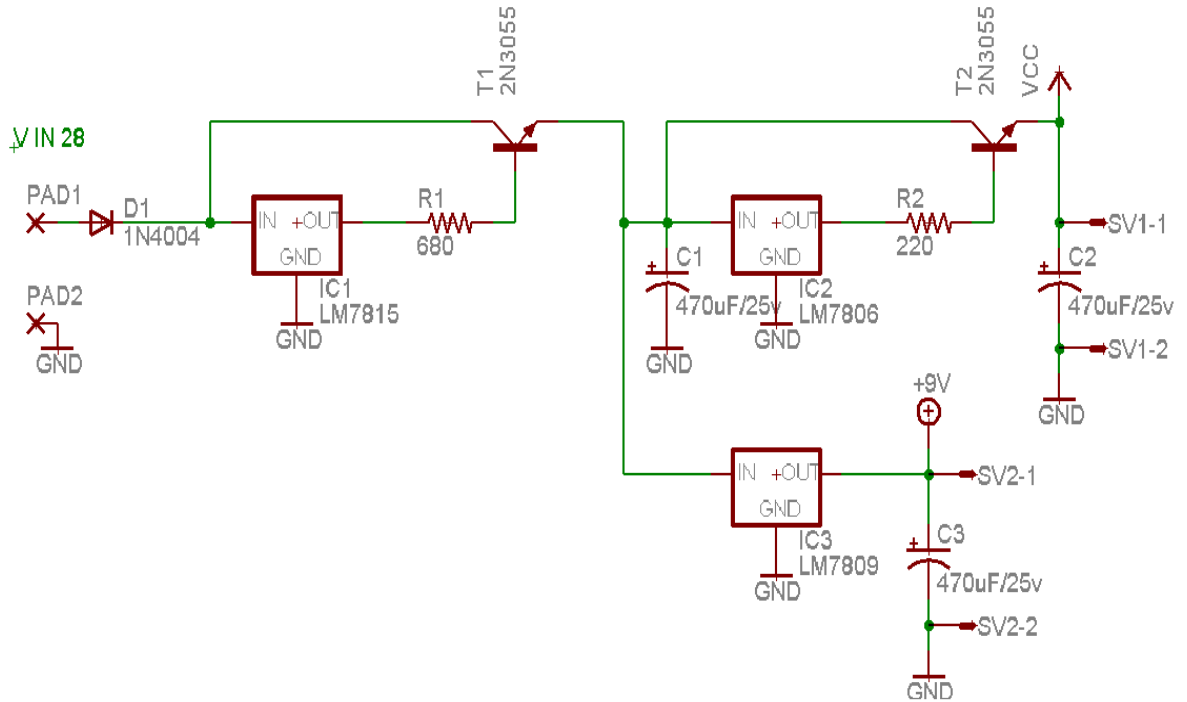 T1
2N3055
T2
2N3055
VCC
V IN 28
PAD1
D1
1N4004
IN +OUT
GND
R1
680
IC1
LM7815
GND
PAD2
GND
C1
470uF/25v
GND
IN +OUT
GND
R2
220
IC2
LM7806
GND
SV1-1
C2
470uF/25v
SV1-2
GND
+9V
IN +OUT
GND
IC3
LM7809
GND
SV2-1
C3
470uF/25v
SV2-2
GND